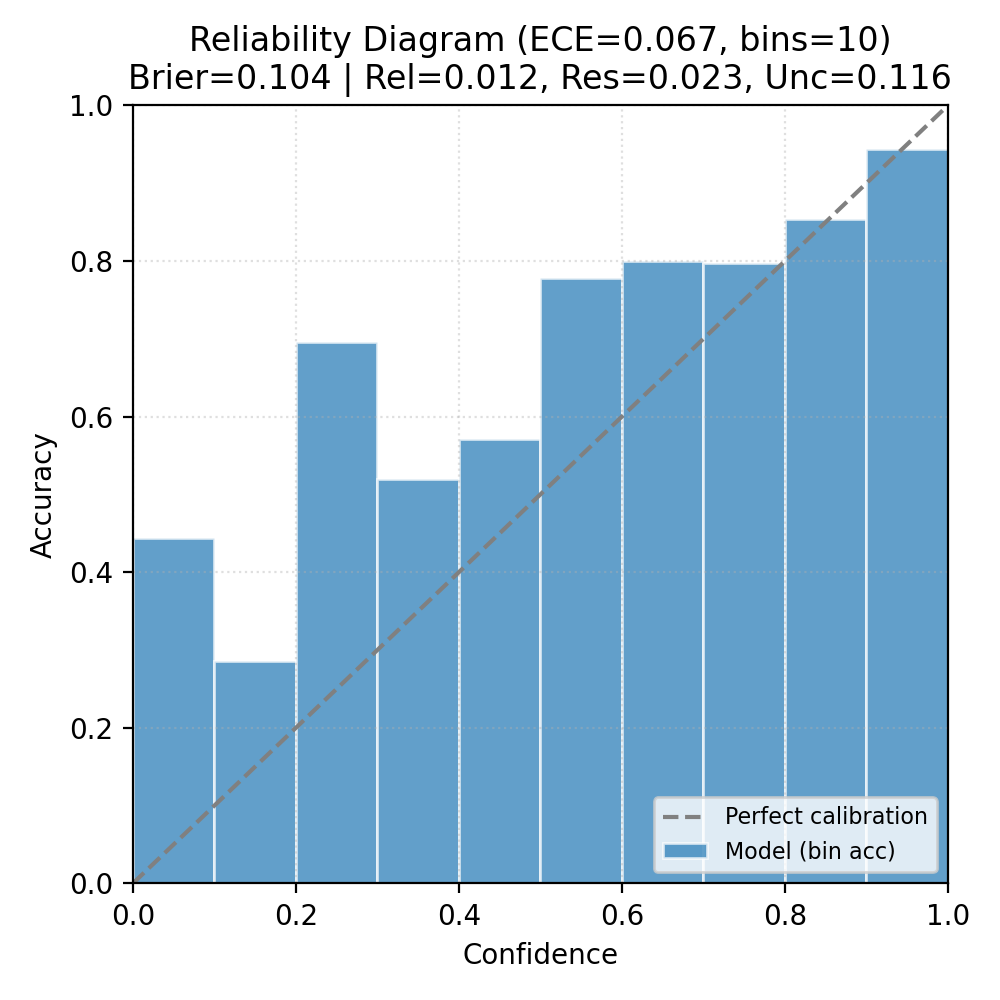 Reliability Diagram (ECE=0.067, bins=10)
Brier=0.104 | Rel=0.012, Res=0.023, Unc=0.116
1.0
0.8
0.6
0.4
0.2
0.0
Accuracy
Perfect calibration
Model (bin acc)
0.0 0.2 0.4 0.6 0.8 1.0
Confidence